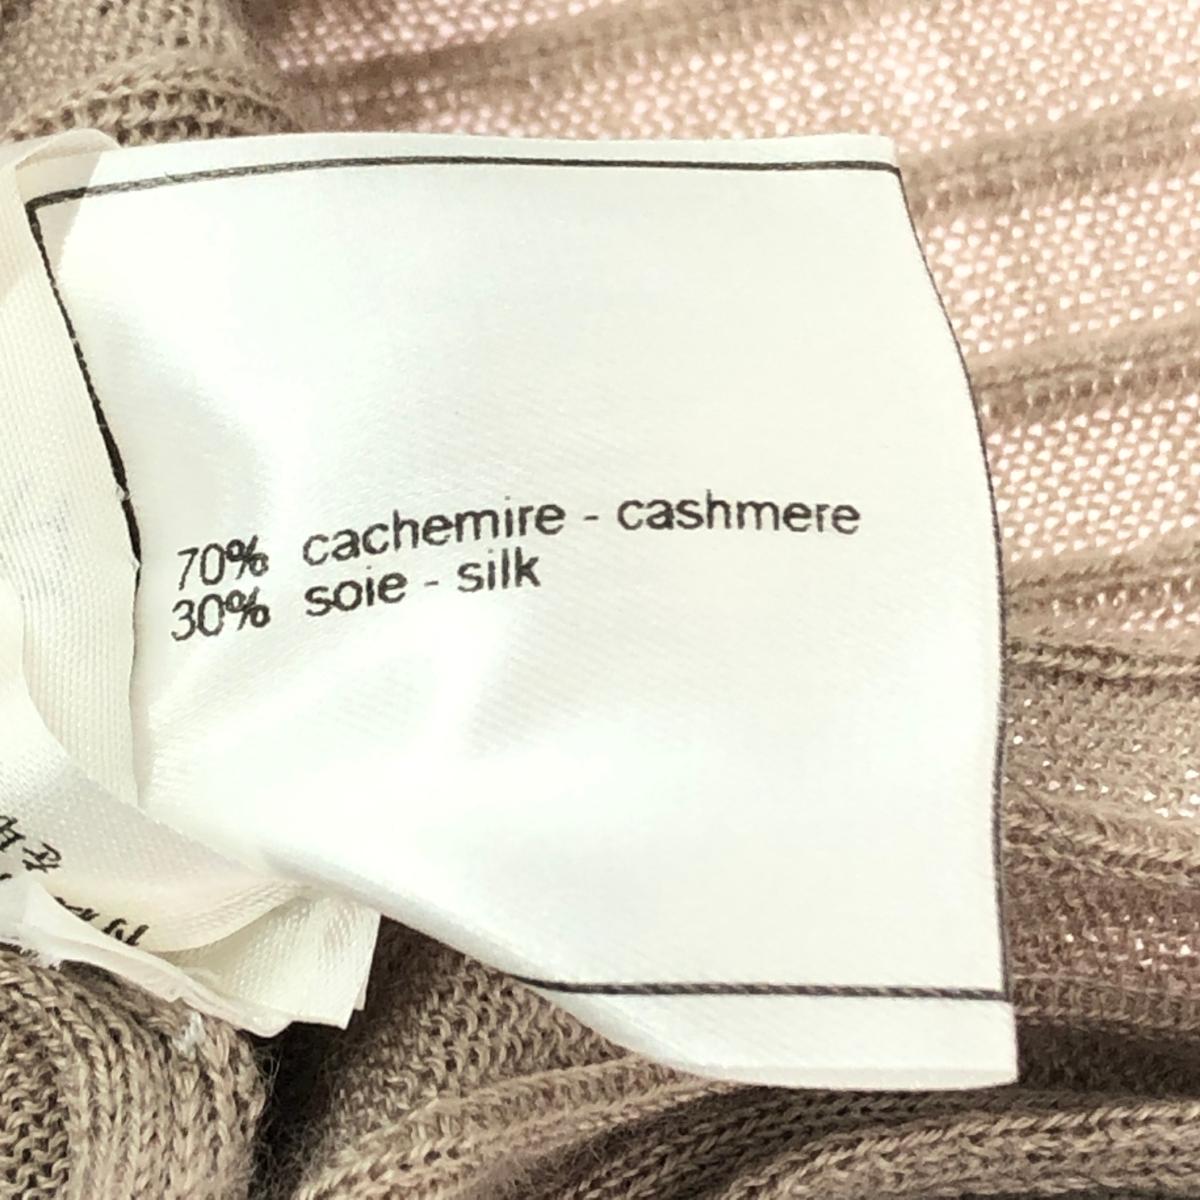 70% cachemire - cashmere
30% soie - silk